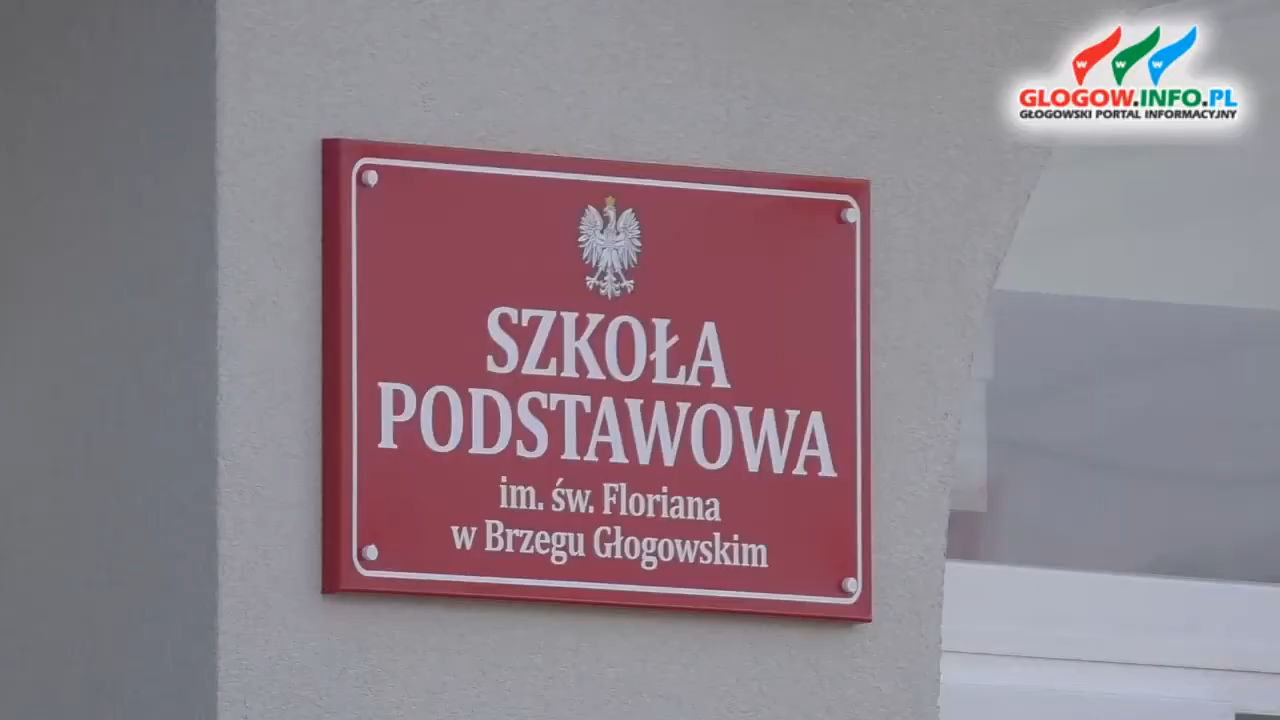 W W W
GLOGOW.INFO.PL
GŁOGOWSKI PORTAL INFORMACYJNY
SZKOŁA
PODSTAWOWA
im. św. Floriana
w Brzegu Głogowskim